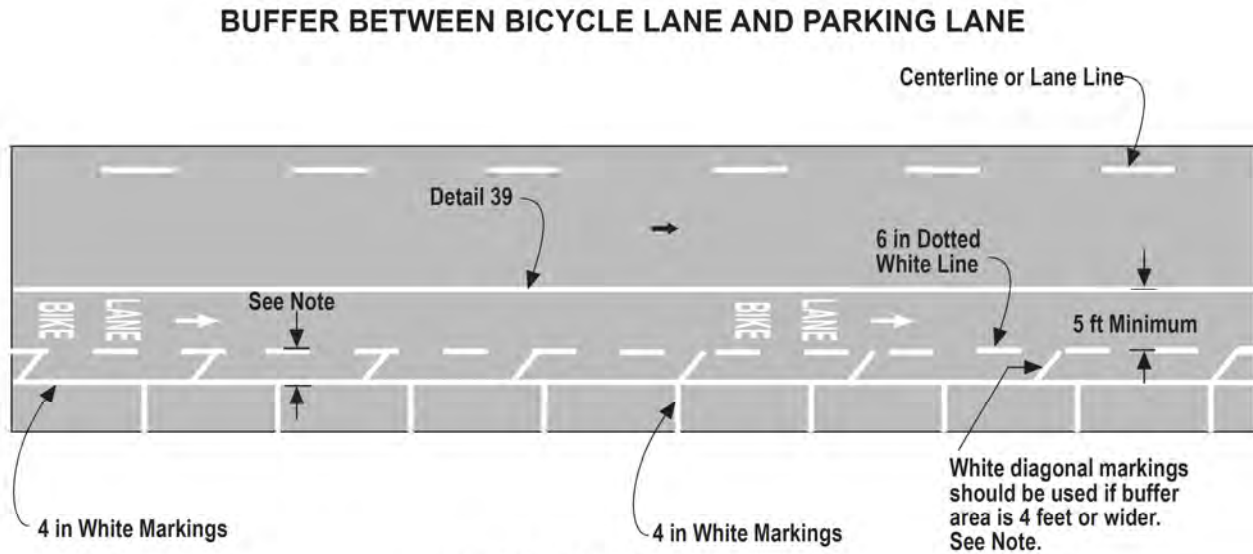 BUFFER BETWEEN BICYCLE LANE AND PARKING LANE
Centerline or Lane Line
Detail 39
6 in Dotted
White Line
See Note
BIKE LANE
BIKE LANE
5 ft Minimum
4 in White Markings
4 in White Markings
White diagonal markings
should be used if buffer
area is 4 feet or wider.
See Note.